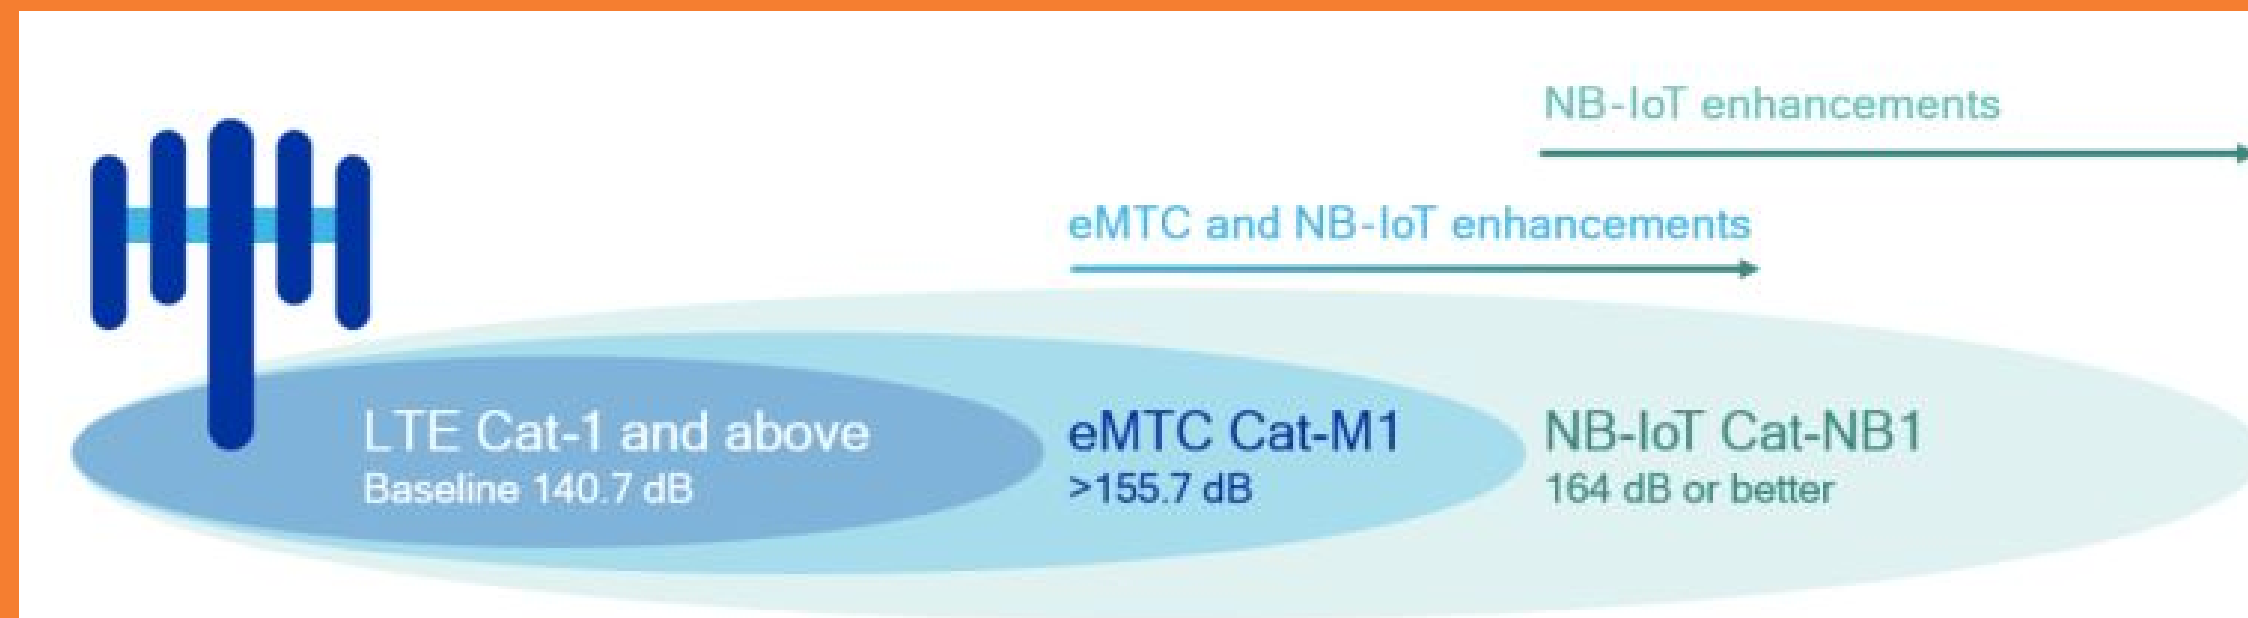 NB-IoT enhancements
eMTC and NB-IoT enhancements
LTE Cat-1 and above
Baseline 140.7 dB
eMTC Cat-M1
>155.7 dB
NB-IoT Cat-NB1
164 dB or better